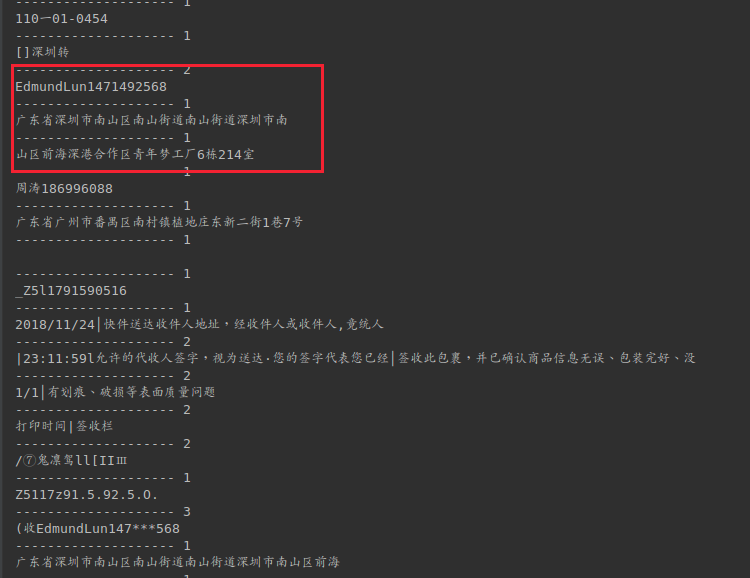 -------------------- 1
110一01-0454
-------------------- 1
[]深圳转
-------------------- 2
EdmundLun1471492568
-------------------- 1
广东省深圳市南山区南山街道南山街道深圳市南
-------------------- 1
山区前海深港合作区青年梦工厂6栋214室
-------------------- 1
周涛186996088
-------------------- 1
广东省广州市番禺区南村镇植地庄东新二街1巷7号
-------------------- 1
-------------------- 1
_Z5l1791590516
-------------------- 1
2018/11/24|快件送达收件人地址，经收件人或收件人,竟统人
-------------------- 2
|23:11:59l允许的代收人签字，视为送达·您的签字代表您已经|签收此包裹，并已确认商品信息无误、包装完好、没
-------------------- 2
1/1|有划痕、破损等表面质量问题
-------------------- 2
打印时间|签收栏
-------------------- 2
/⑦鬼凛驾ll[IIⅢ
-------------------- 1
Z5117z91.5.92.5.0.
-------------------- 3
(收EdmundLun147***568
-------------------- 1
广东省深圳市南山区南山街道南山街道深圳市南山区前海